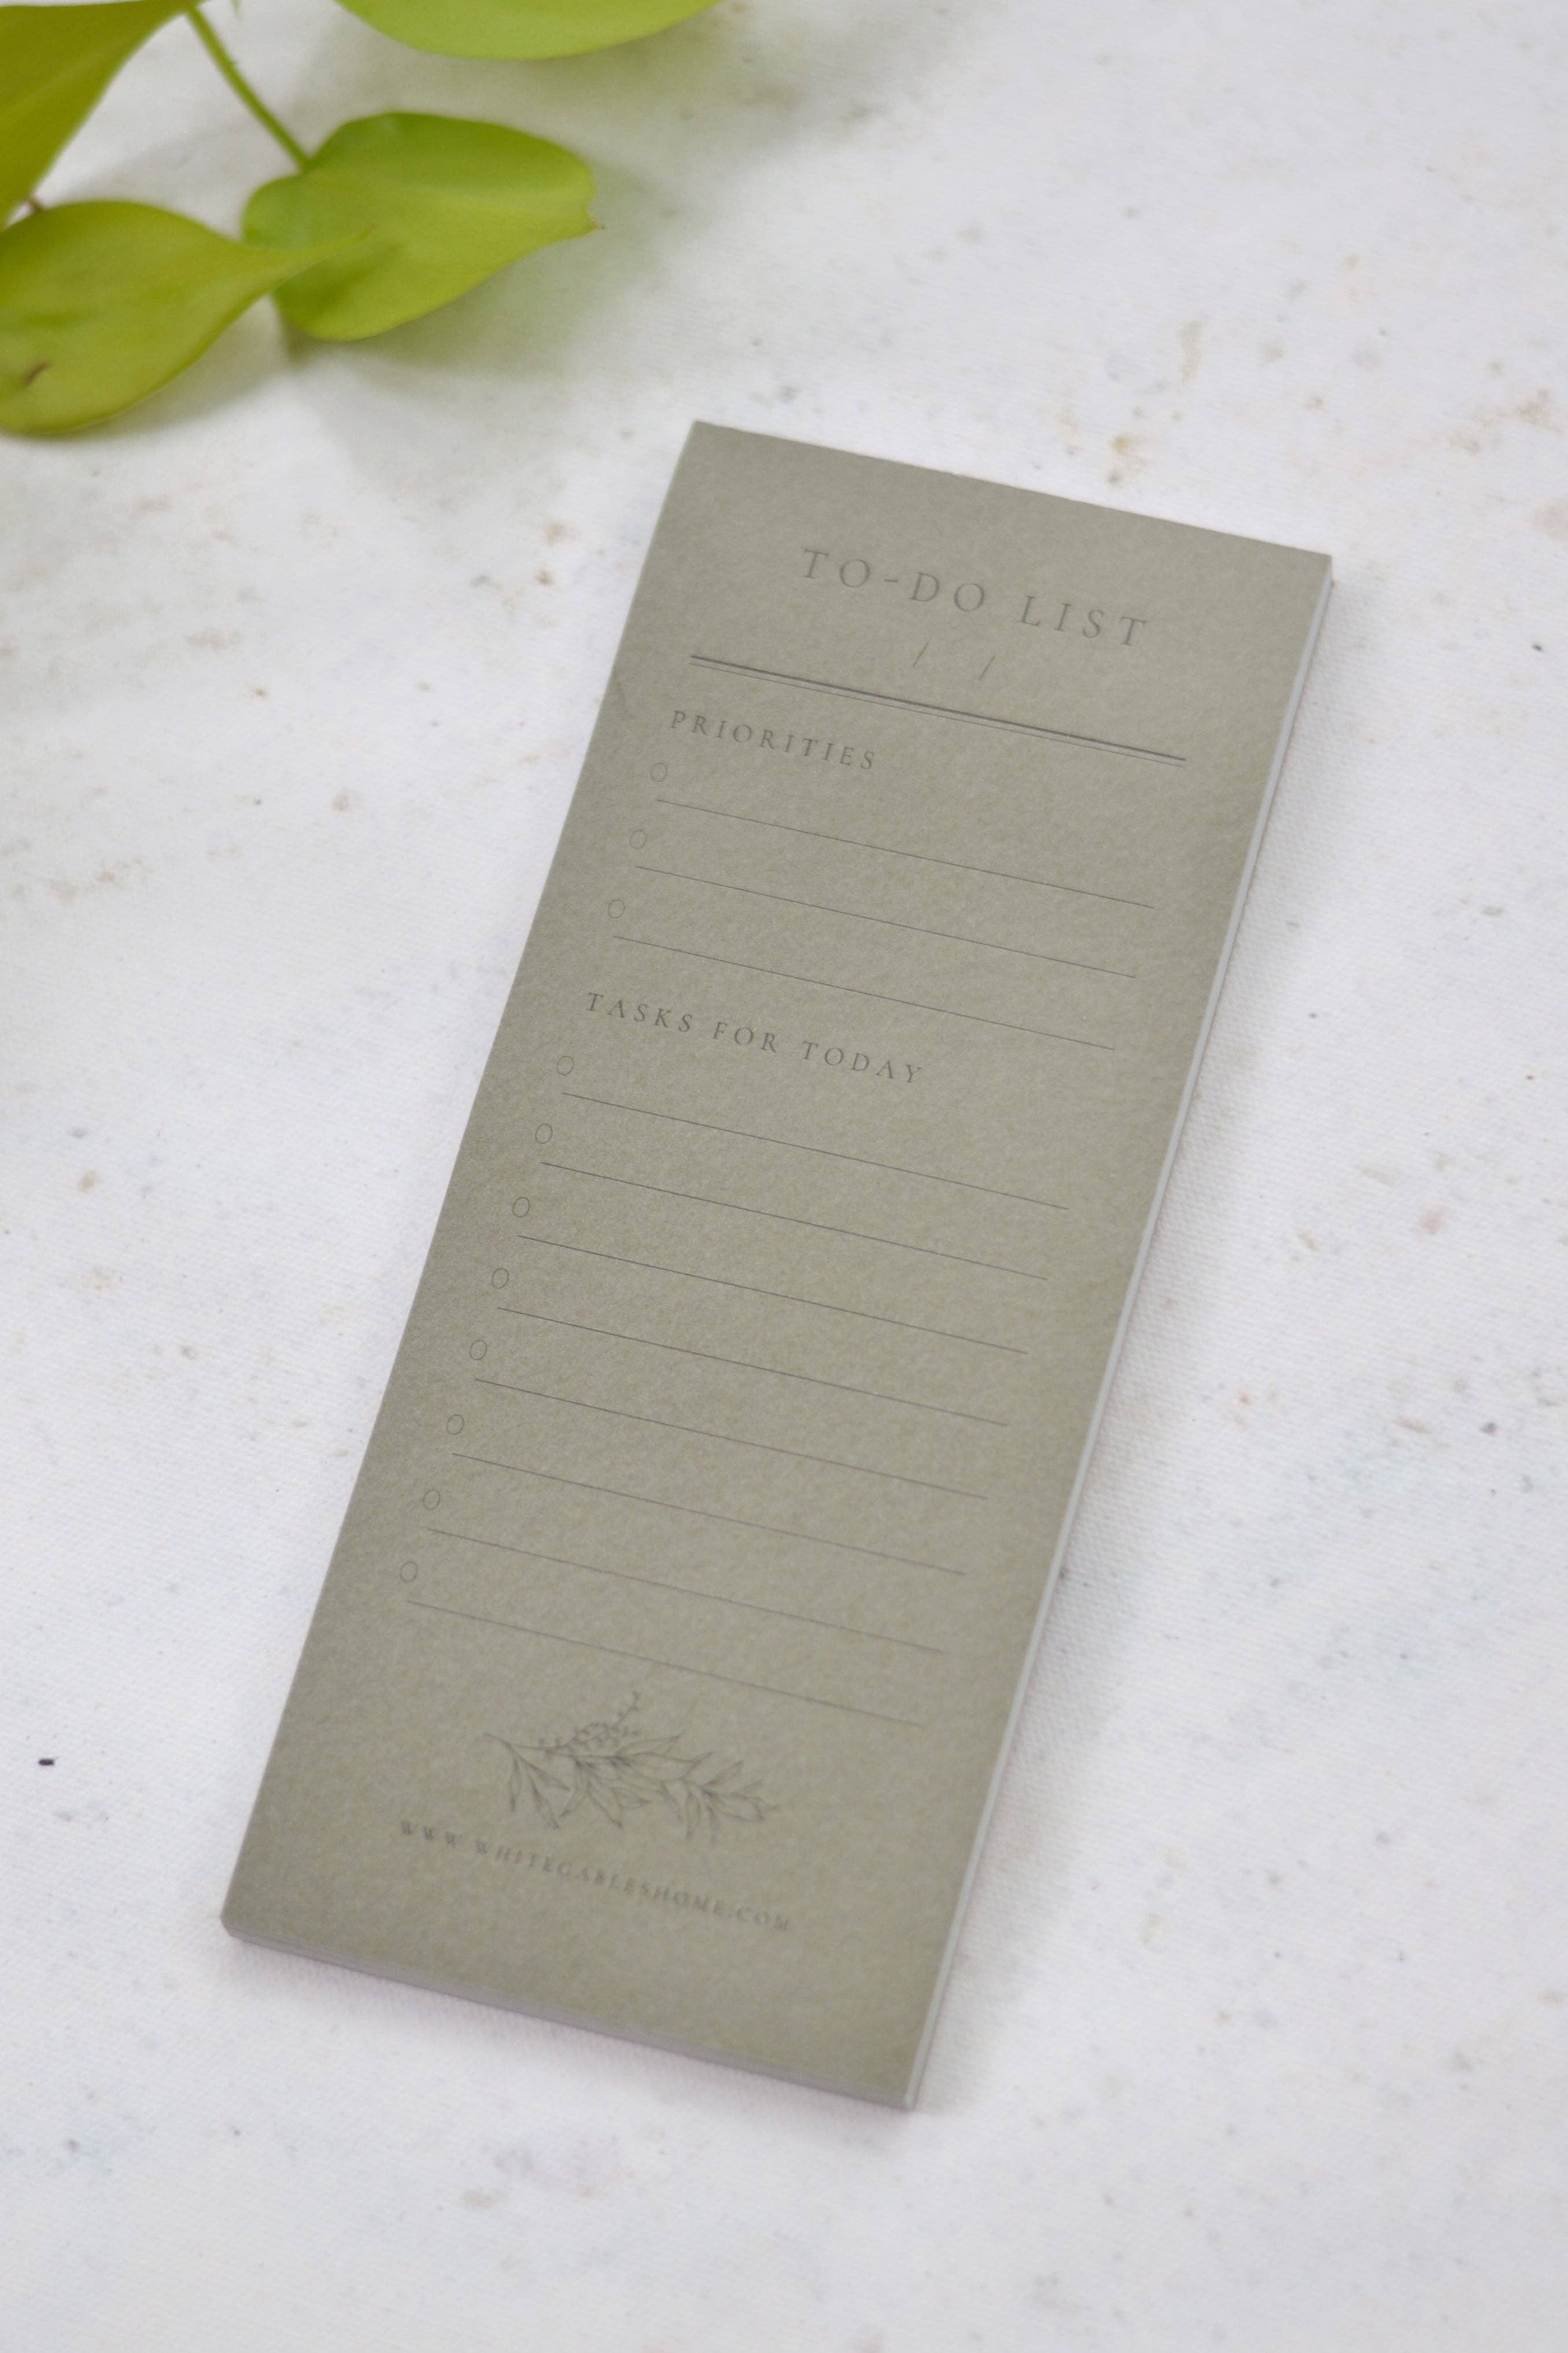 TO-DO LIST
/ /
PRIORITIES
TASKS FOR TODAY
WWW.WHITEGABLESHOME.COM